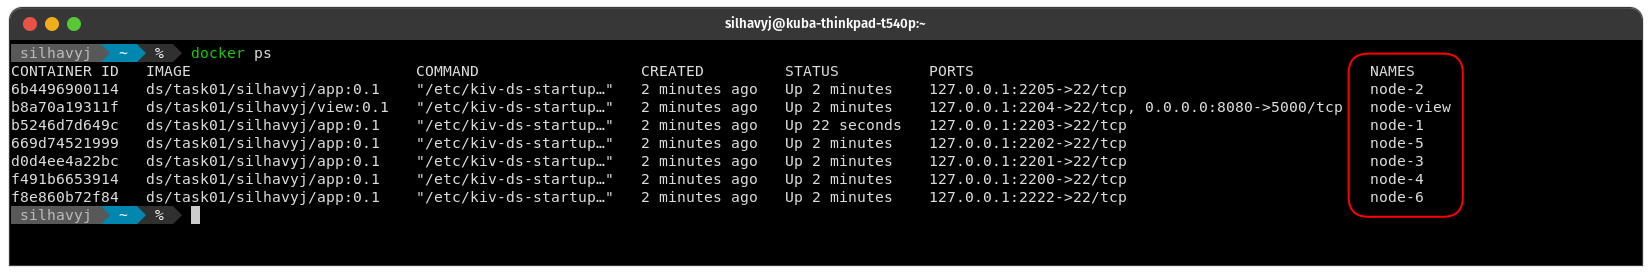 silhavyj@kuba-thinkpad-t540p:~
silhavyj ~ % docker ps
CONTAINER ID IMAGE COMMAND CREATED STATUS PORTS NAMES
6b4496900114 ds/task01/silhavyj/app:0.1 "/etc/kiv-ds-startup…" 2 minutes ago Up 2 minutes 127.0.0.1:2205->22/tcp node-2
b8a70a19311f ds/task01/silhavyj/view:0.1 "/etc/kiv-ds-startup…" 2 minutes ago Up 2 minutes 127.0.0.1:2204->22/tcp, 0.0.0.0:8080->5000/tcp node-view
b5246d7d649c ds/task01/silhavyj/app:0.1 "/etc/kiv-ds-startup…" 2 minutes ago Up 22 seconds 127.0.0.1:2203->22/tcp node-1
669d74521999 ds/task01/silhavyj/app:0.1 "/etc/kiv-ds-startup…" 2 minutes ago Up 2 minutes 127.0.0.1:2202->22/tcp node-5
d0d4ee4a22bc ds/task01/silhavyj/app:0.1 "/etc/kiv-ds-startup…" 2 minutes ago Up 2 minutes 127.0.0.1:2201->22/tcp node-3
f491b6653914 ds/task01/silhavyj/app:0.1 "/etc/kiv-ds-startup…" 2 minutes ago Up 2 minutes 127.0.0.1:2200->22/tcp node-4
f8e860b72f84 ds/task01/silhavyj/app:0.1 "/etc/kiv-ds-startup…" 2 minutes ago Up 2 minutes 127.0.0.1:2222->22/tcp node-6
silhavyj ~ %